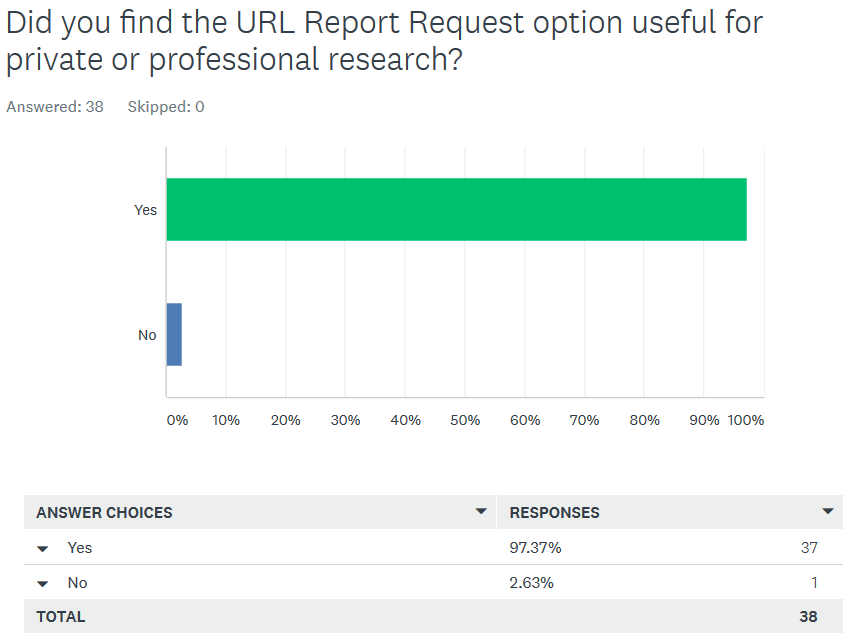 Did you find the URL Report Request option useful for
private or professional research?
Answered: 38 Skipped: 0
Yes
No
0% 10% 20% 30% 40% 50% 60% 70% 80% 90% 100%
ANSWER CHOICES RESPONSES
Yes 97.37% 37
No 2.63% 1
TOTAL 38